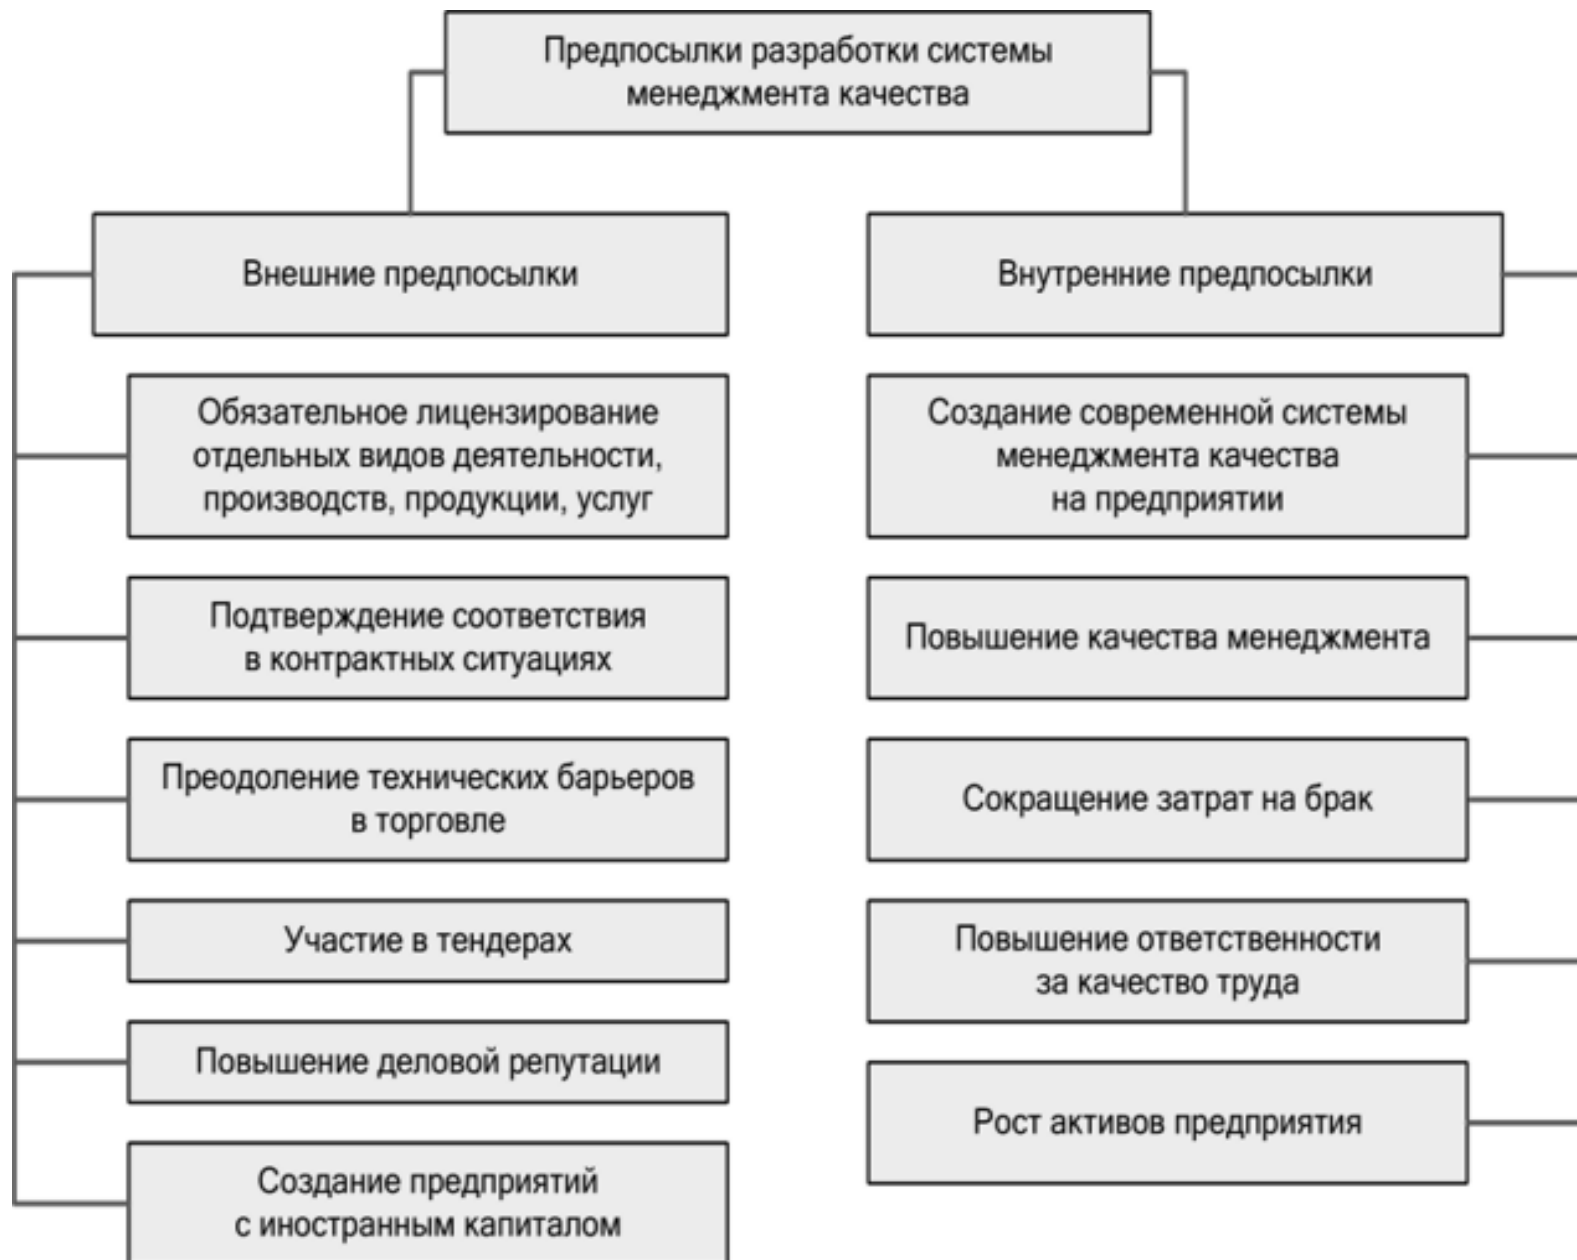 Предпосылки разработки системы
менеджмента качества
Внешние предпосылки
Обязательное лицензирование
отдельных видов деятельности,
производств, продукции, услуг
Подтверждение соответствия
в контрактных ситуациях
Преодоление технических барьеров
в торговле
Участие в тендерах
Повышение деловой репутации
Создание предприятий
с иностранным капиталом
Внутренние предпосылки
Создание современной системы
менеджмента качества
на предприятии
Повышение качества менеджмента
Сокращение затрат на брак
Повышение ответственности
за качество труда
Рост активов предприятия